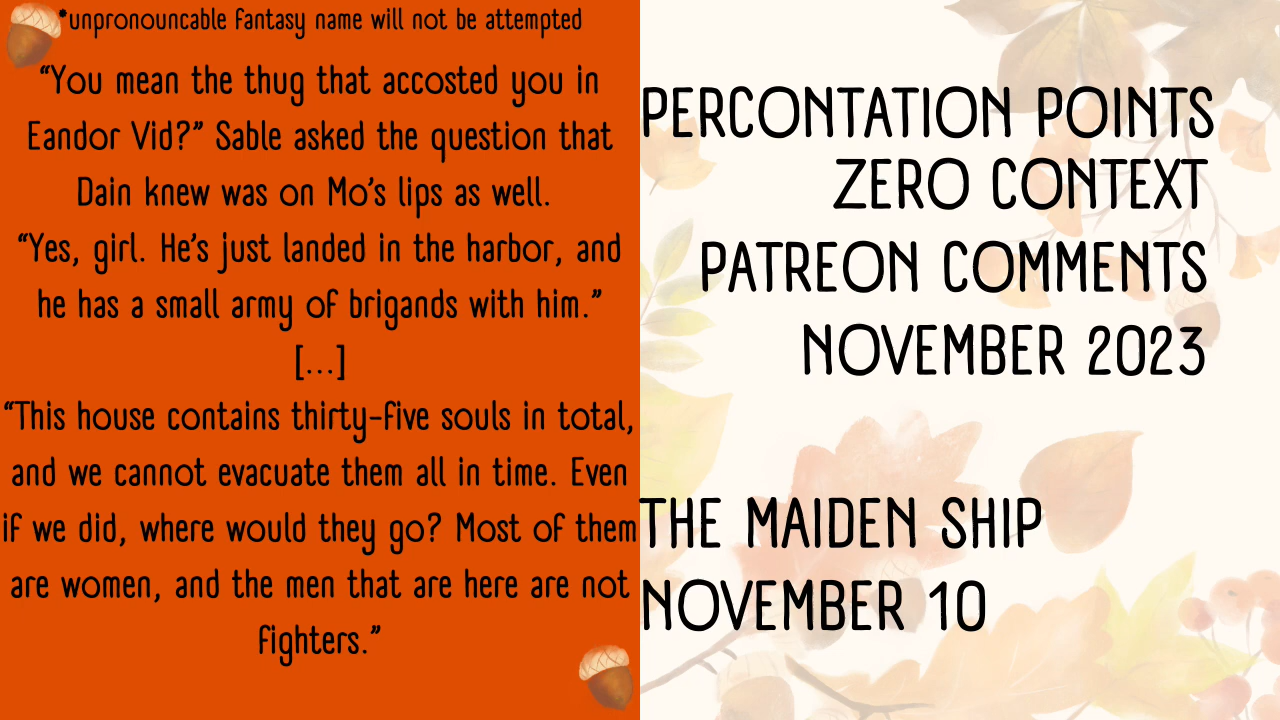 *unpronouncable fantasy name will not be attempted
“You mean the thug that accosted you in
Eandor Vid?” Sable asked the question that
Dain knew was on Mo’s lips as well.
“Yes, girl. He’s just landed in the harbor, and
he has a small army of brigands with him.”
[...]
“This house contains thirty-five souls in total,
and we cannot evacuate them all in time. Even
if we did, where would they go? Most of them
are women, and the men that are here are not
fighters.”
PERCONTATION POINTS
ZERO CONTEXT
PATREON COMMENTS
NOVEMBER 2023
THE MAIDEN SHIP
NOVEMBER 10